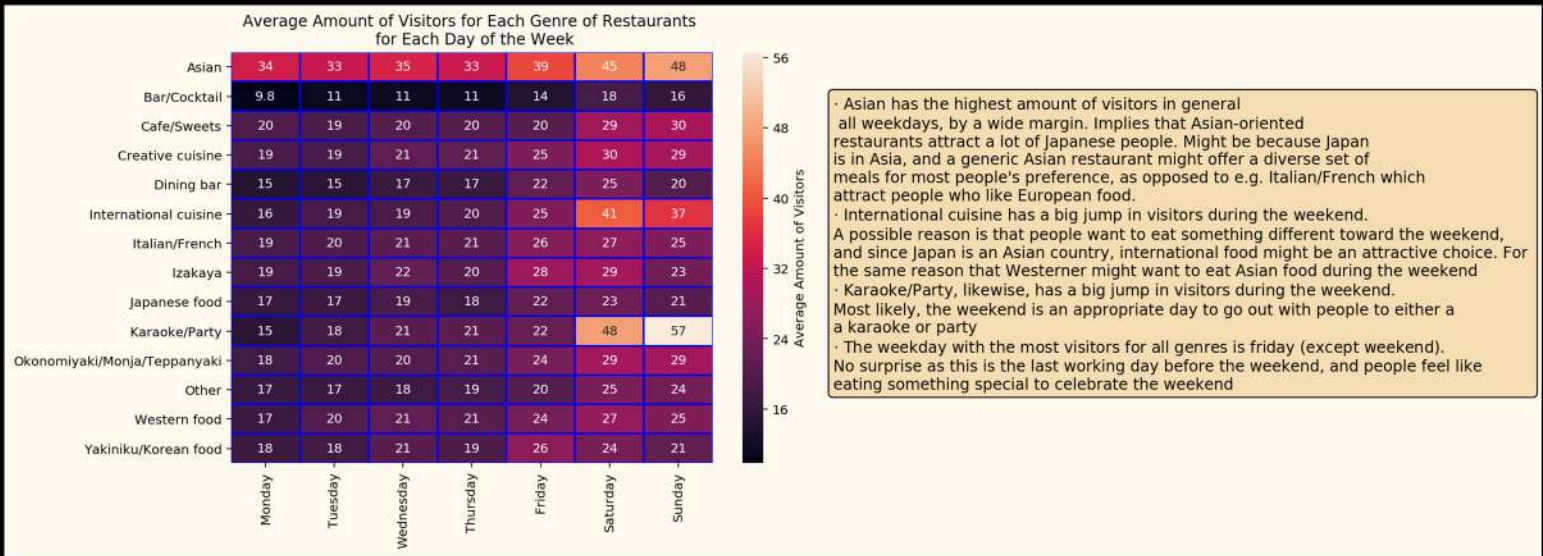 Average Amount of Visitors for Each Genre of Restaurants
for Each Day of the Week
Asian 34 33 35 33 39 45 48
Bar/Cocktail 9.8 11 11 11 14 18 16
Cafe/Sweets 20 19 20 20 20 29 30
Creative cuisine 19 19 21 21 25 30 29
Dining bar 15 15 17 17 22 25 20
International cuisine 16 19 19 20 25 41 37
Italian/French 19 20 21 21 26 27 25
Izakaya 19 19 22 20 28 29 23
Japanese food 17 17 19 18 22 23 21
Karaoke/Party 15 18 21 21 22 48 57
Okonomiyaki/Monja/Teppanyaki 18 20 20 21 24 29 29
Other 17 17 18 19 20 25 24
Western food 17 20 21 21 24 27 25
Yakiniku/Korean food 18 18 21 19 26 24 21
Monday Tuesday Wednesday Thursday Friday Saturday Sunday
56
48
40
32
24
16
Average Amount of Visitors
· Asian has the highest amount of visitors in general
all weekdays, by a wide margin. Implies that Asian-oriented
restaurants attract a lot of Japanese people. Might be because Japan
is in Asia, and a generic Asian restaurant might offer a diverse set of
meals for most people's preference, as opposed to e.g. Italian/French which
attract people who like European food.
· International cuisine has a big jump in visitors during the weekend.
A possible reason is that people want to eat something different toward the weekend,
and since Japan is an Asian country, international food might be an attractive choice. For
the same reason that Westerner might want to eat Asian food during the weekend
· Karaoke/Party, likewise, has a big jump in visitors during the weekend.
Most likely, the weekend is an appropriate day to go out with people to either a
a karaoke or party
· The weekday with the most visitors for all genres is friday (except weekend).
No surprise as this is the last working day before the weekend, and people feel like
eating something special to celebrate the weekend